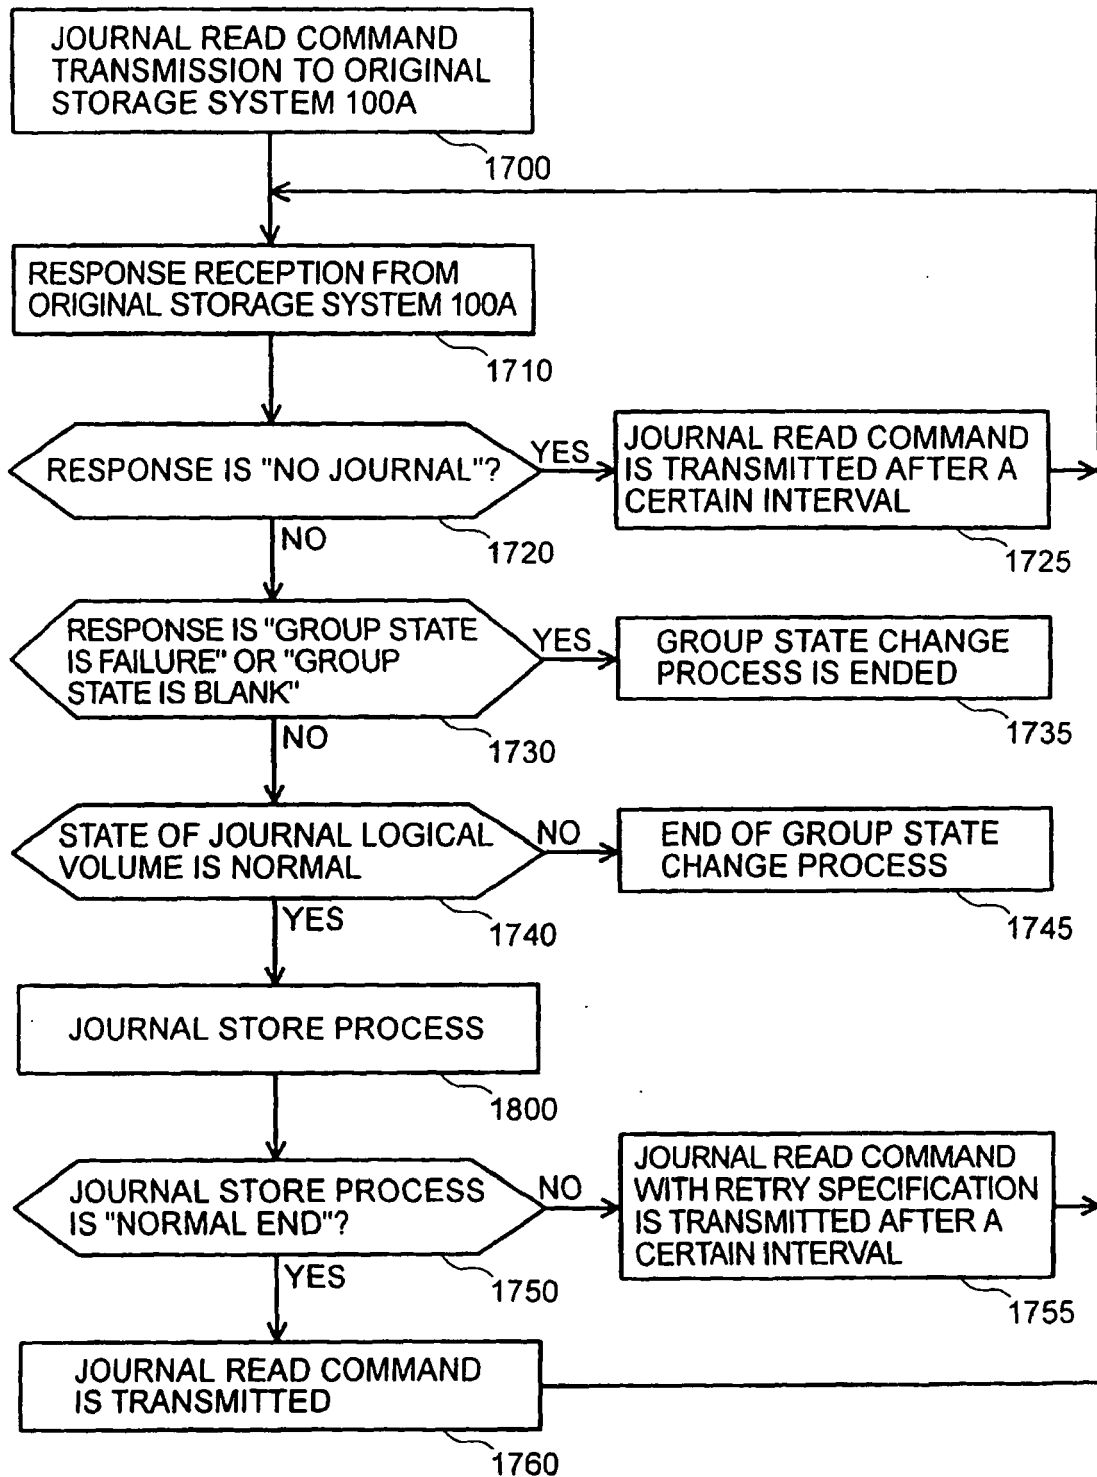 JOURNAL READ COMMAND
TRANSMISSION TO ORIGINAL
STORAGE SYSTEM 100A
1700
RESPONSE RECEPTION FROM
ORIGINAL STORAGE SYSTEM 100A
1710
RESPONSE IS "NO JOURNAL"?
YES
JOURNAL READ COMMAND
IS TRANSMITTED AFTER A
CERTAIN INTERVAL
1725
NO
1720
RESPONSE IS "GROUP STATE
IS FAILURE" OR "GROUP
STATE IS BLANK"
YES
GROUP STATE CHANGE
PROCESS IS ENDED
1735
NO
1730
STATE OF JOURNAL LOGICAL
VOLUME IS NORMAL
NO
END OF GROUP STATE
CHANGE PROCESS
1745
YES
1740
JOURNAL STORE PROCESS
1800
JOURNAL STORE PROCESS
IS "NORMAL END"?
NO
JOURNAL READ COMMAND
WITH RETRY SPECIFICATION
IS TRANSMITTED AFTER A
CERTAIN INTERVAL
1755
YES
1750
JOURNAL READ COMMAND
IS TRANSMITTED
1760